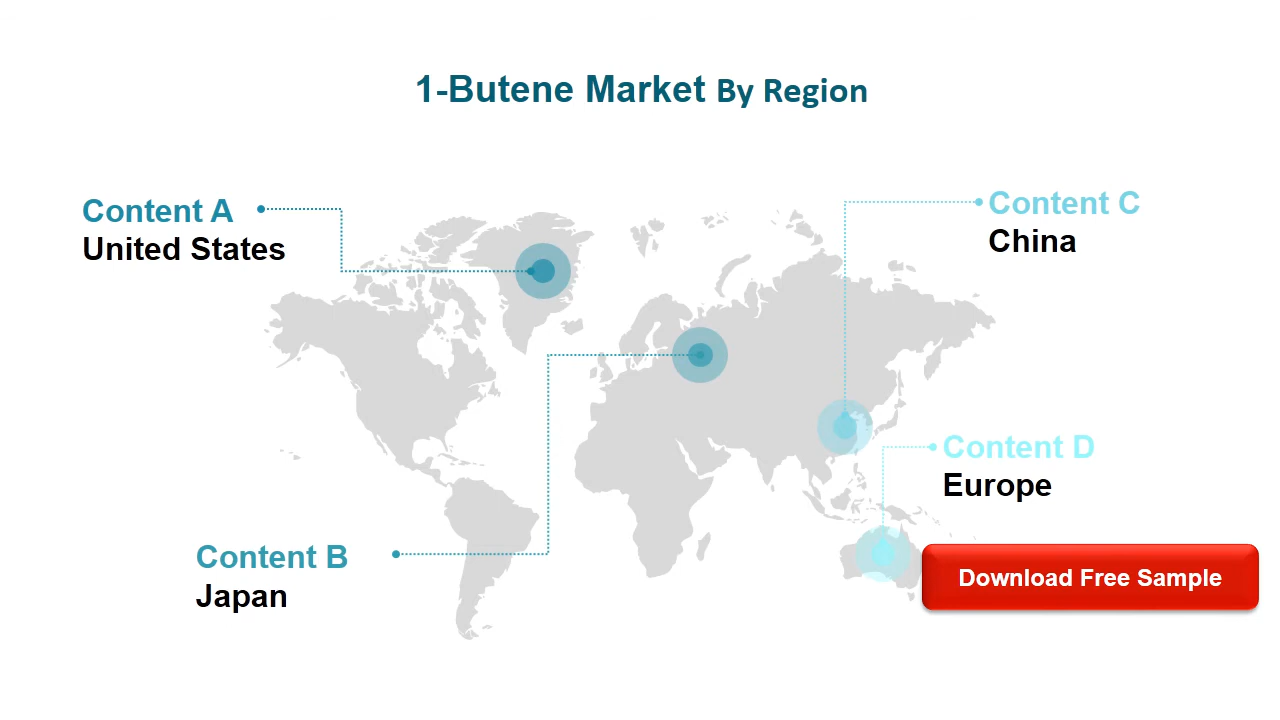 1-Butene Market By Region
Content A
United States
Content C
China
Content D
Europe
Content B
Japan
Download Free Sample